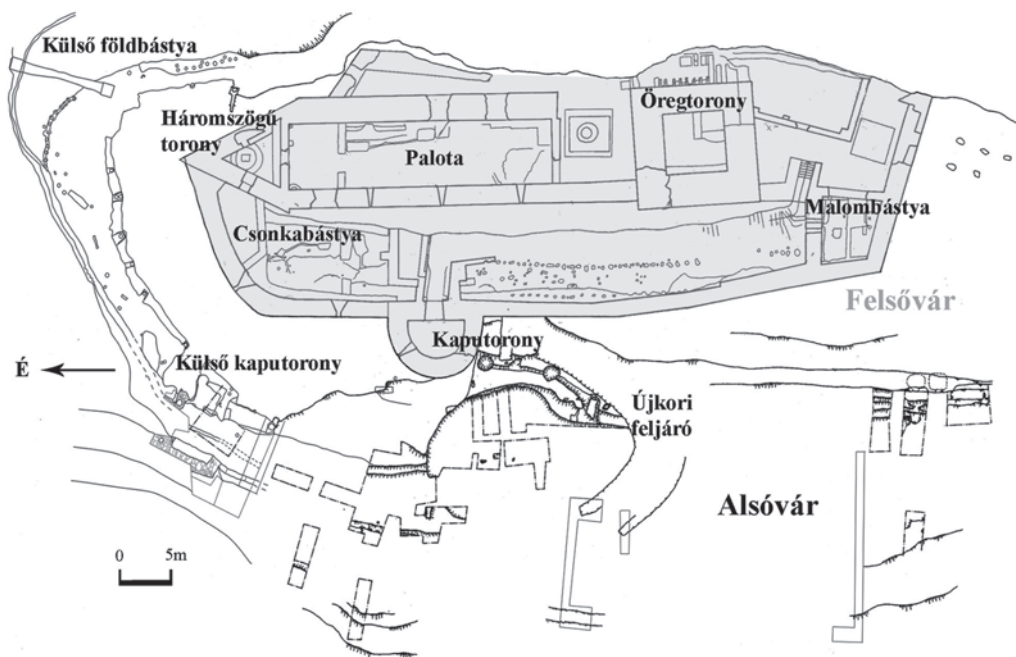 Külső földbástya
Háromszögű
torony
Palota
Öregtorony
Malombástya
Csonkabástya
Felsővár
Kaputorony
Külső kaputorony
É
Újkori
feljáró
Alsóvár
0 5m